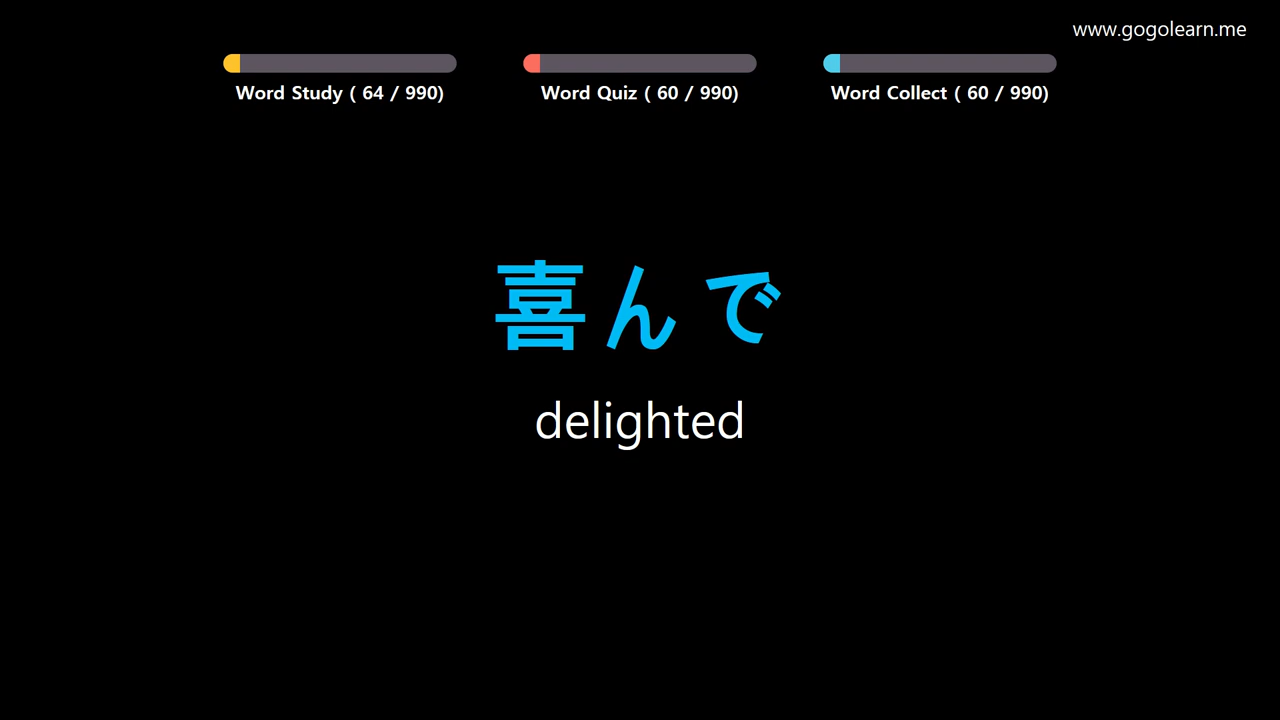 www.gogolearn.me
Word Study ( 64 / 990)
Word Quiz ( 60 / 990)
Word Collect ( 60 / 990)
喜んで
delighted